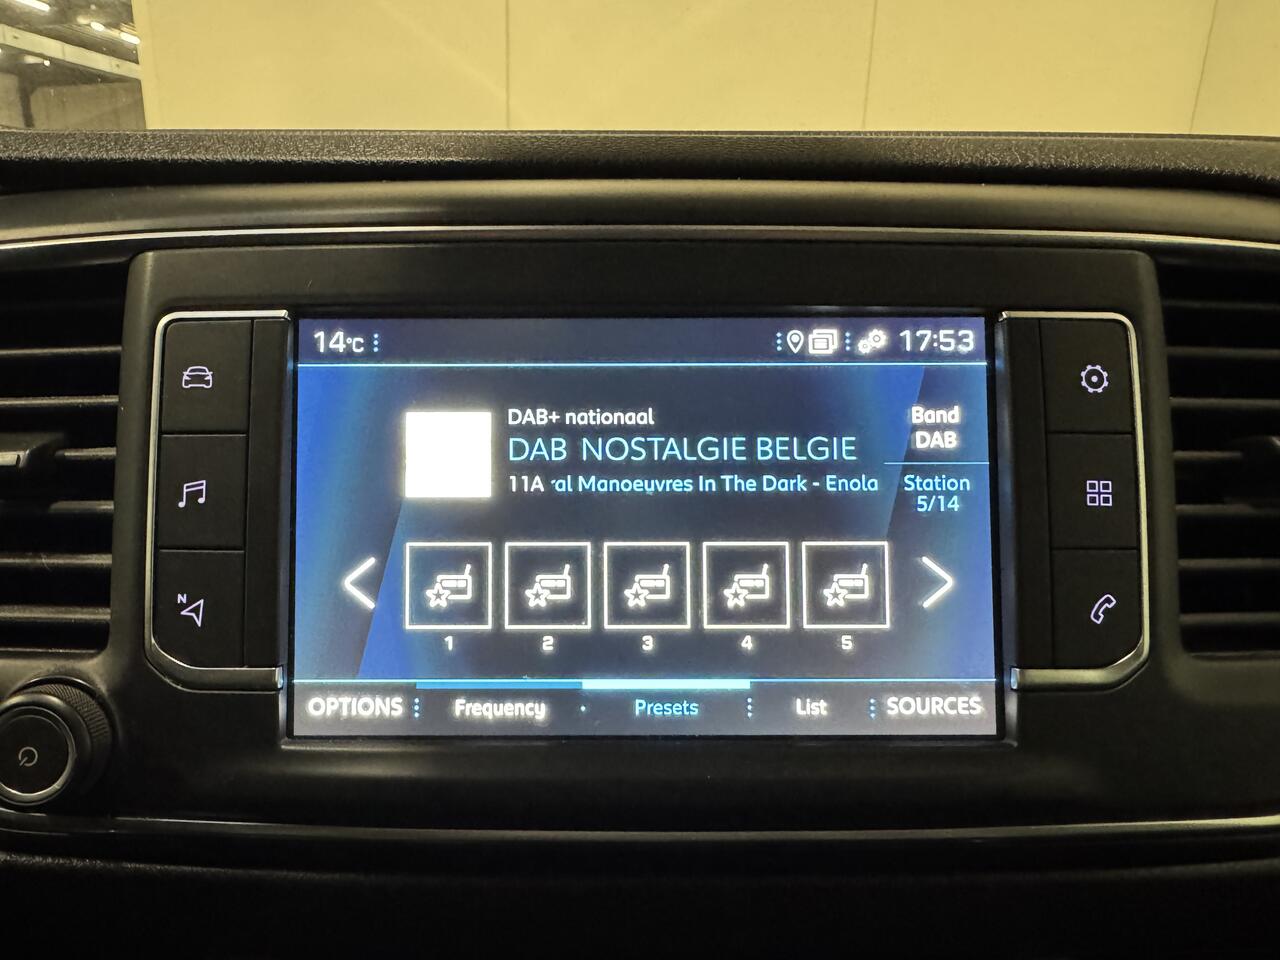 14°C 17:53
DAB+ nationaal
DAB NOSTALGIE BELGIE
11A al Manoeuvres In The Dark - Enola
Band
DAB
Station
5/14
1 2 3 4 5
OPTIONS Frequency Presets List SOURCES
N